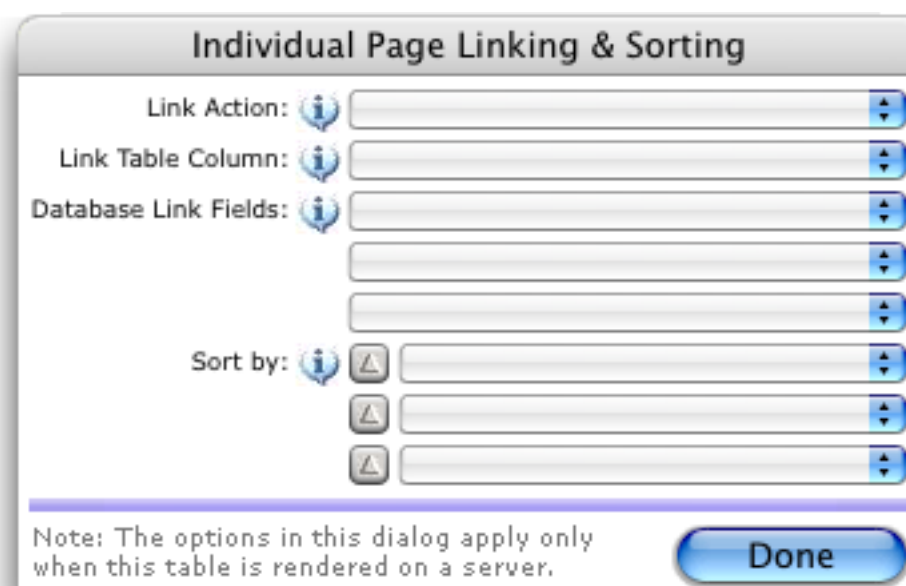 Individual Page Linking & Sorting
Link Action:
Link Table Column:
Database Link Fields:
Sort by:
Note: The options in this dialog apply only
when this table is rendered on a server.
Done